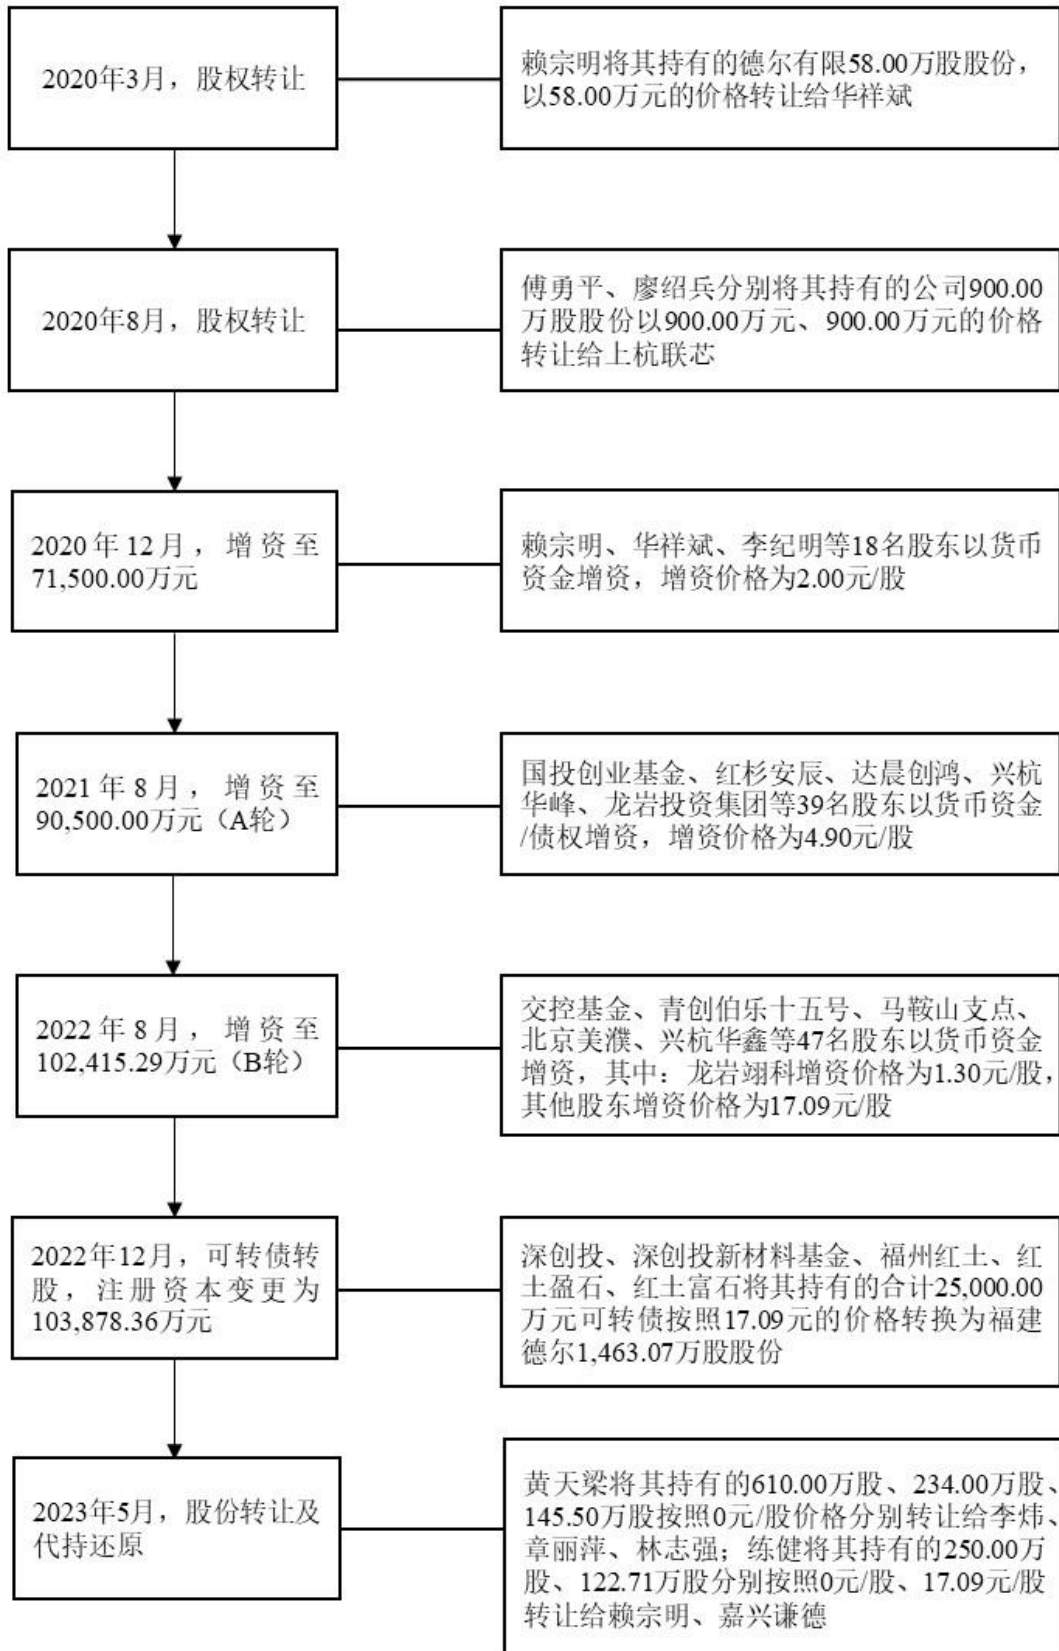 2020年3月，股权转让
赖宗明将其持有的德尔有限58.00万股股份，
以58.00万元的价格转让给华祥斌
2020年8月，股权转让
傅勇平、廖绍兵分别将其持有的公司900.00
万股股份以900.00万元、900.00万元的价格
转让给上杭联芯
2020年12月，增资至
71,500.00万元
赖宗明、华祥斌、李纪明等18名股东以货币
资金增资，增资价格为2.00元/股
2021年8月，增资至
90,500.00万元（A轮）
国投创业基金、红杉安辰、达晨创鸿、兴杭
华峰、龙岩投资集团等39名股东以货币资金
/债权增资，增资价格为4.90元/股
2022年8月，增资至
102,415.29万元（B轮）
交控基金、青创伯乐十五号、马鞍山支点、
北京美濮、兴杭华鑫等47名股东以货币资金
增资，其中：龙岩翊科增资价格为1.30元/股，
其他股东增资价格为17.09元/股
2022年12月，可转债转
股，注册资本变更为
103,878.36万元
深创投、深创投新材料基金、福州红土、红
土盈石、红土富石将其持有的合计25,000.00
万元可转债按照17.09元的价格转换为福建
德尔1,463.07万股股份
2023年5月，股份转让及
代持还原
黄天梁将其持有的610.00万股、234.00万股、
145.50万股按照0元/股价格分别转让给李炜、
章丽萍、林志强；练健将其持有的250.00万
股、122.71万股分别按照0元/股、17.09元/股
转让给赖宗明、嘉兴谦德